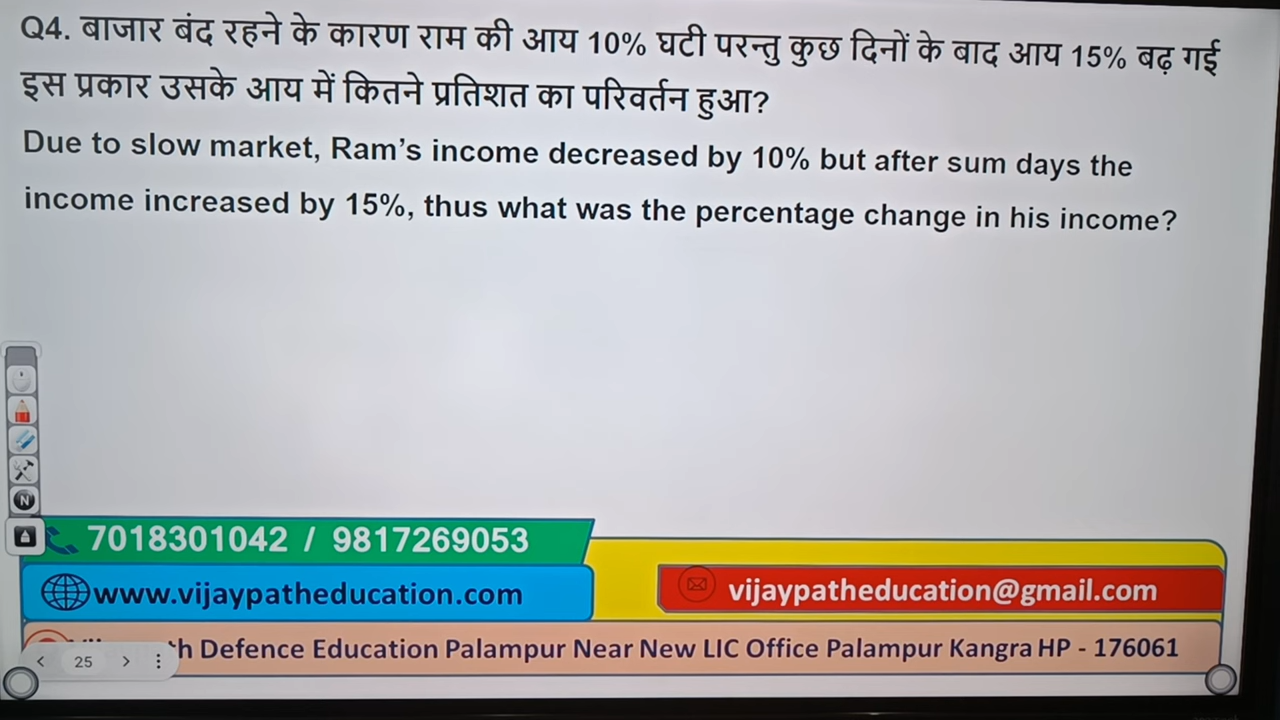 Q4. बाजार बंद रहने के कारण राम की आय 10% घटी परन्तु कुछ दिनों के बाद आय 15% बढ़ गई
इस प्रकार उसके आय में कितने प्रतिशत का परिवर्तन हुआ?
Due to slow market, Ram's income decreased by 10% but after sum days the
income increased by 15%, thus what was the percentage change in his income?
N
7018301042 / 9817269053
www.vijaypatheducation.com
vijaypatheducation@gmail.com
Defence Education Palampur Near New LIC Office Palampur Kangra HP - 176061
25